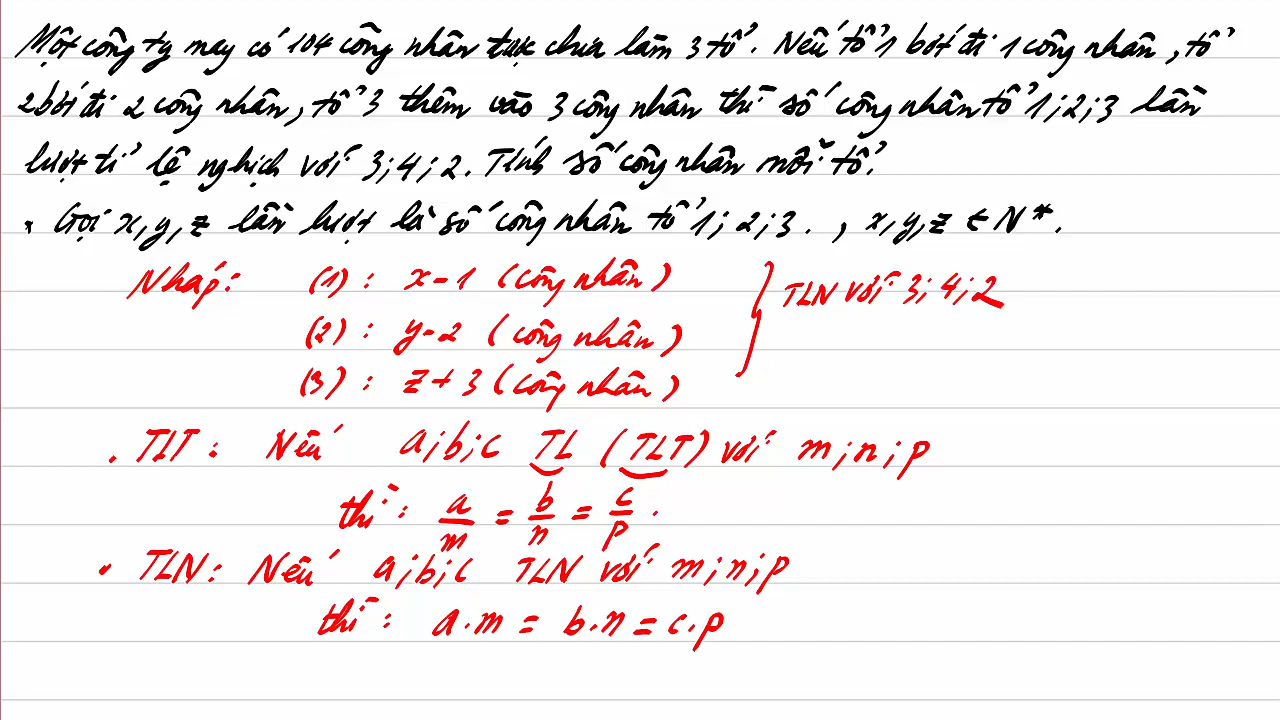 Một công ty may có 104 công nhân được chia làm 3 tổ. Nếu tổ 1 bớt đi 1 công nhân, tổ
2 bớt đi 2 công nhân, tổ 3 thêm vào 3 công nhân thì số công nhân tổ 1; 2; 3 lần
lượt tỉ lệ nghịch với 3; 4; 2. Tính số công nhân mỗi tổ.
• Gọi x, y, z lần lượt là số công nhân tổ 1; 2; 3. , x, y, z ∈ N*.
Nháp: (1) : x - 1 (công nhân)
(2) : y - 2 (công nhân)
(3) : z + 3 (công nhân)
} TLN với 3; 4; 2
• TLT : Nếu a; b; c TL (TLT) với m; n; p
thì : a/m = b/n = c/p .
• TLN : Nếu a; b; c TLN với m; n; p
thì : a . m = b . n = c . p